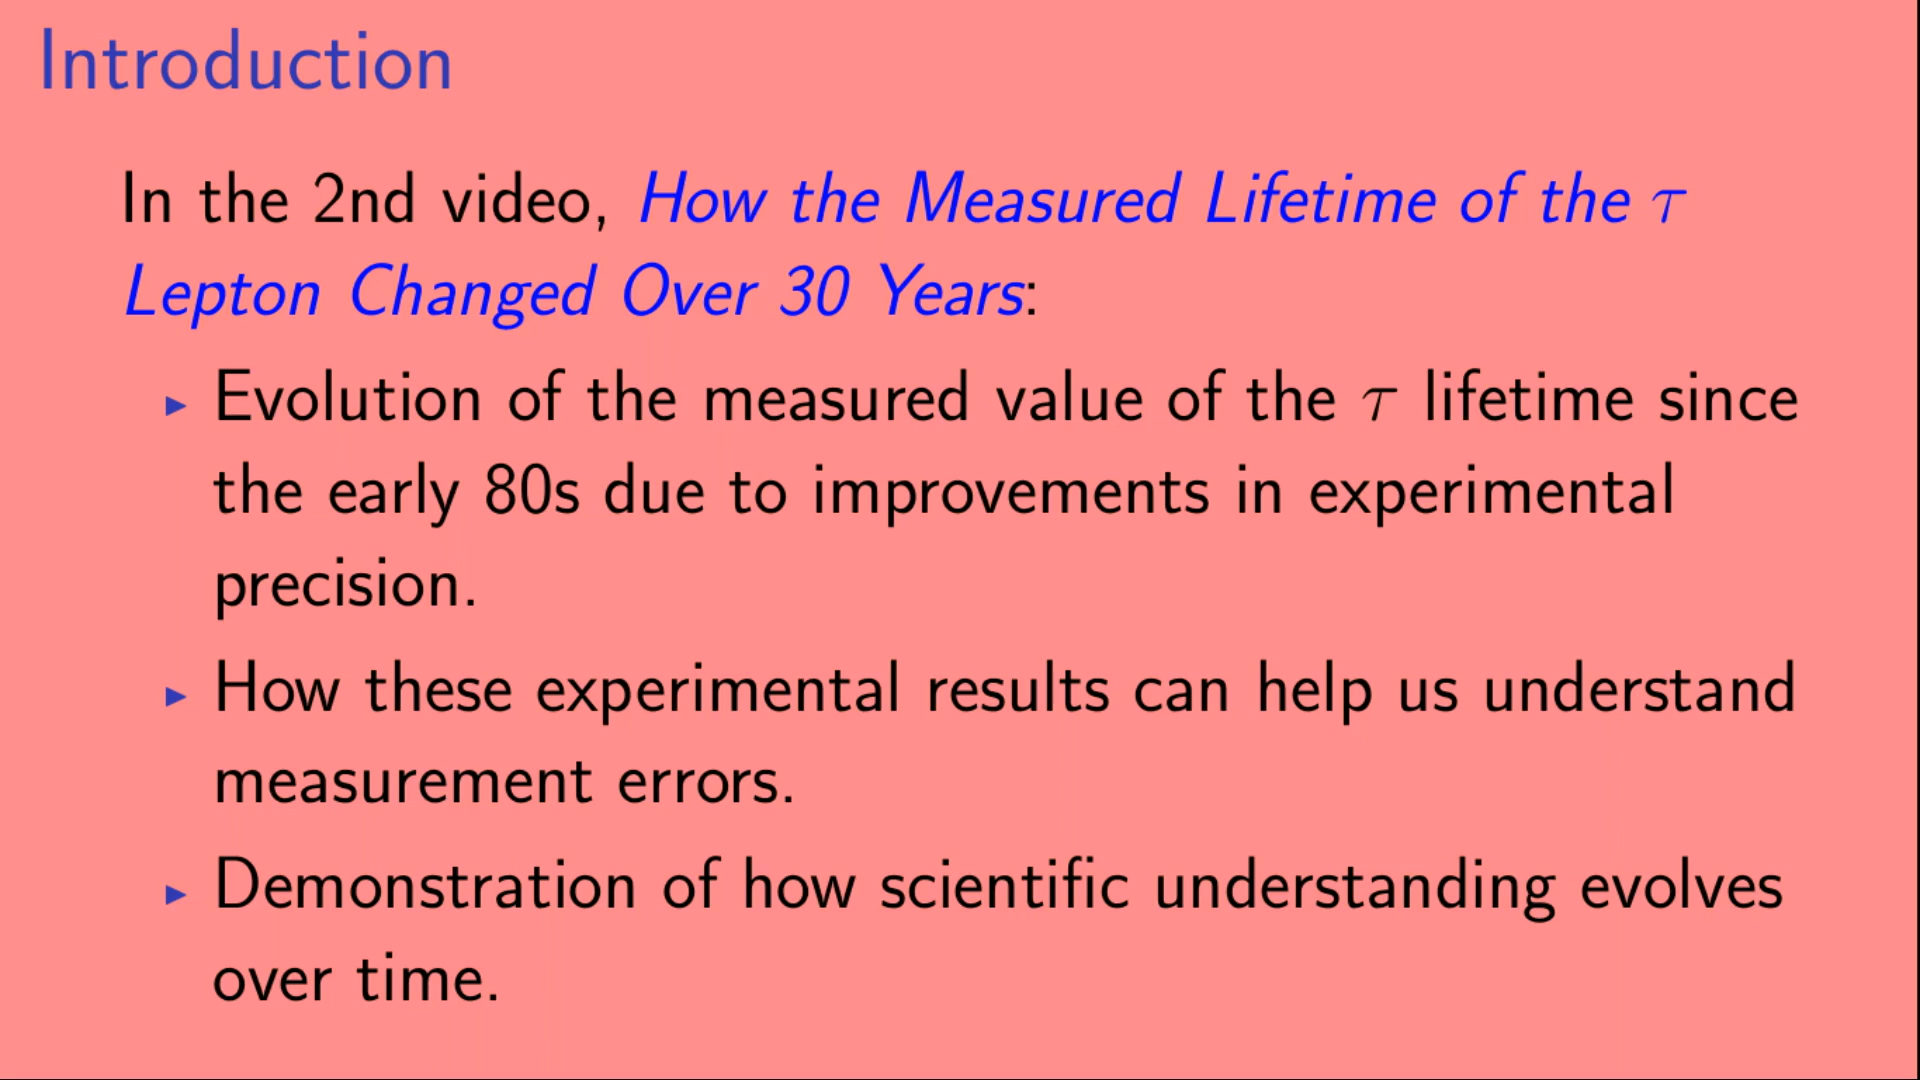 Introduction
In the 2nd video, How the Measured Lifetime of the τ
Lepton Changed Over 30 Years:
▸ Evolution of the measured value of the τ lifetime since
the early 80s due to improvements in experimental
precision.
▸ How these experimental results can help us understand
measurement errors.
▸ Demonstration of how scientific understanding evolves
over time.